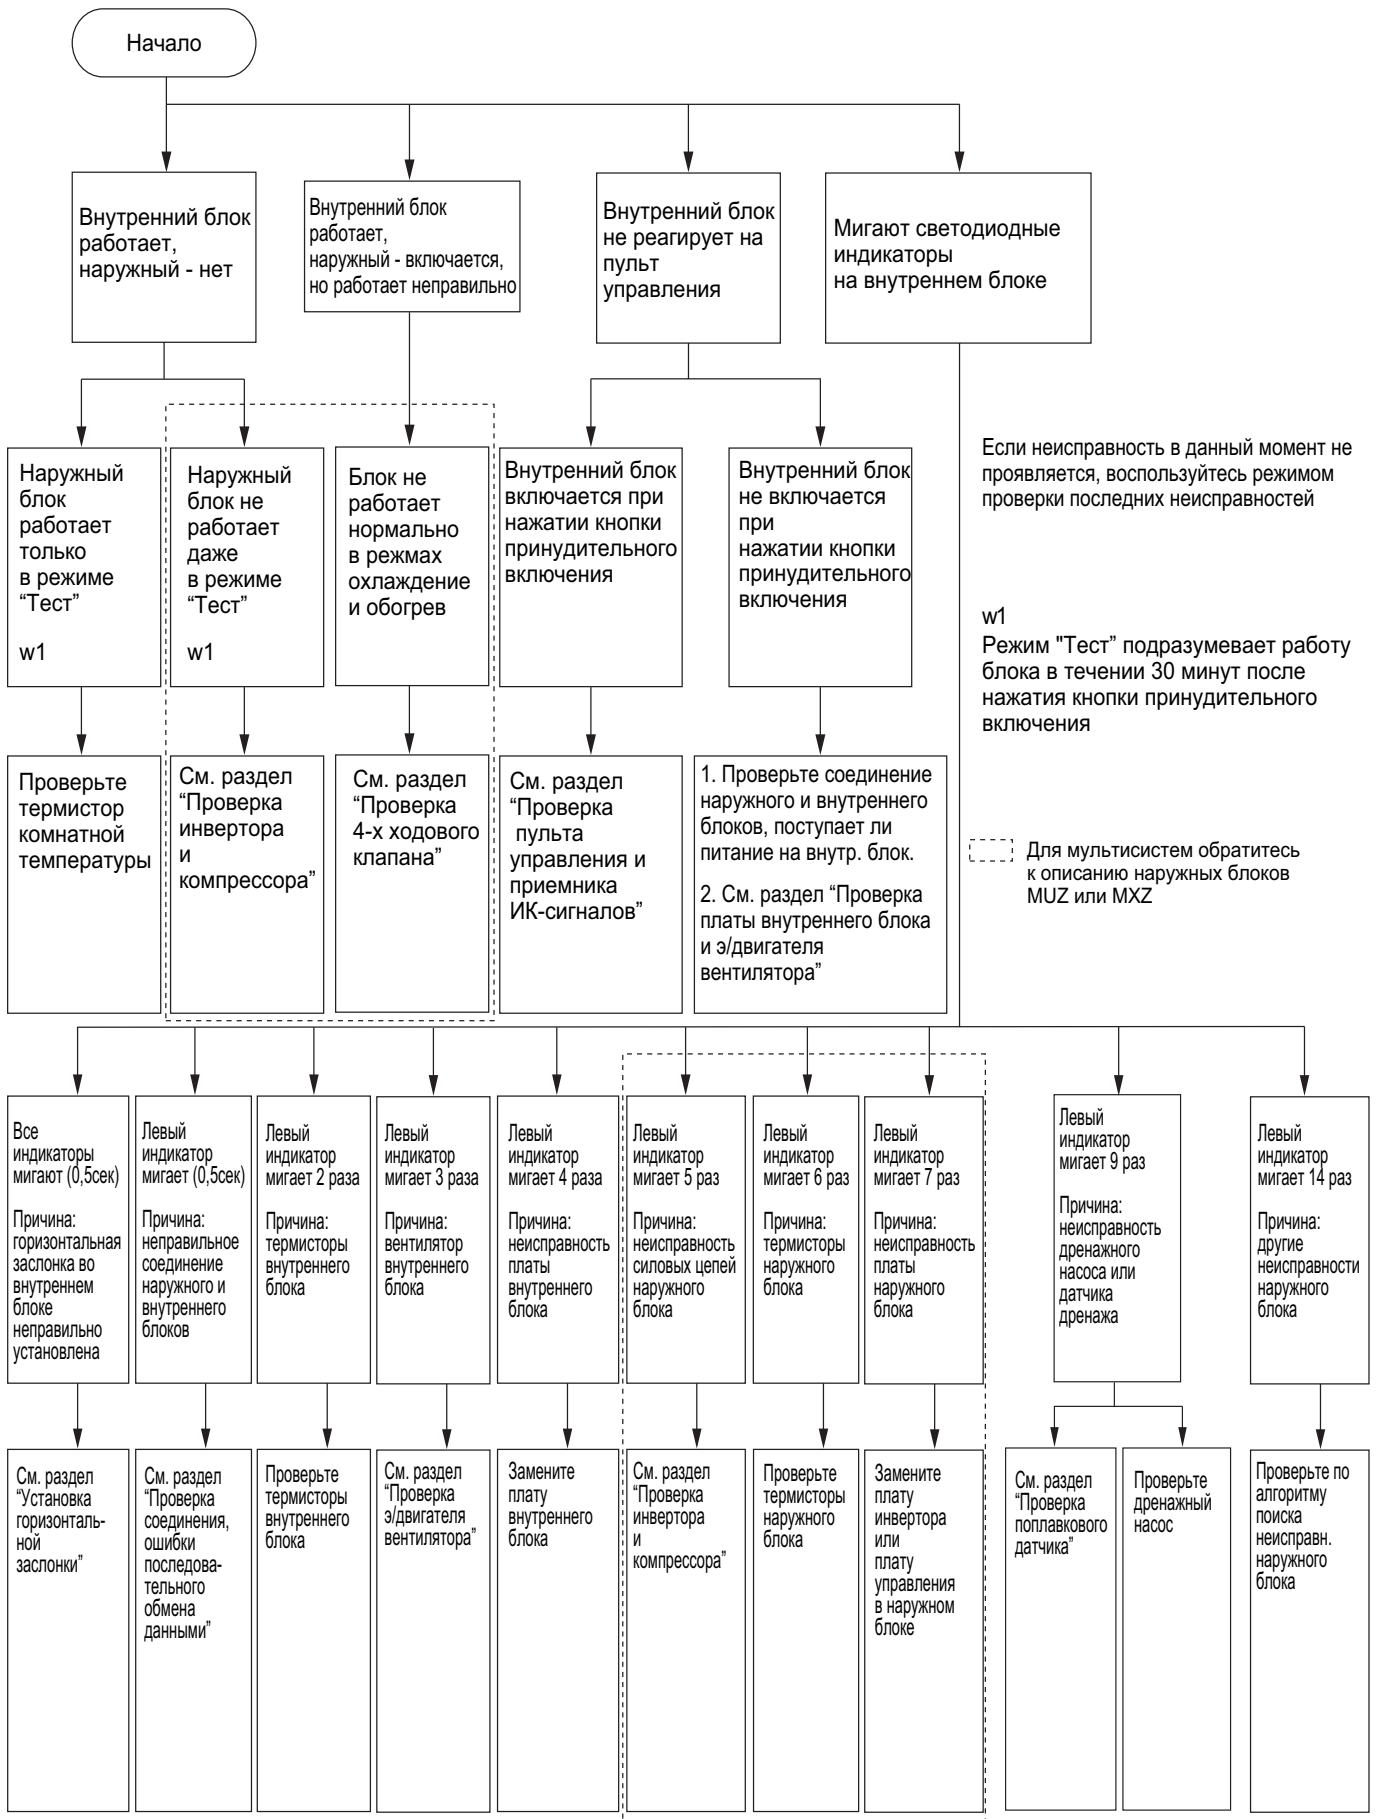 Начало
Внутренний блок
работает,
наружный - нет
Внутренний блок
работает,
наружный - включается,
но работает неправильно
Внутренний блок
не реагирует на
пульт
управления
Мигают светодиодные
индикаторы
на внутреннем блоке
Наружный
блок
работает
только
в режиме
“Тест”
w1
Наружный
блок не
работает
даже
в режиме
“Тест”
w1
Блок не
работает
нормально
в режмах
охлаждение
и обогрев
Внутренний блок
включается при
нажатии кнопки
принудительного
включения
Внутренний блок
не включается
при
нажатии кнопки
принудительного
включения
Если неисправность в данный момент не
проявляется, воспользуйтесь режимом
проверки последних неисправностей
w1
Режим "Тест” подразумевает работу
блока в течении 30 минут после
нажатия кнопки принудительного
включения
Проверьте
термистор
комнатной
температуры
См. раздел
“Проверка
инвертора
и
компрессора”
См. раздел
“Проверка
4-х ходового
клапана”
См. раздел
“Проверка
пульта
управления и
приемника
ИК-сигналов”
1. Проверьте соединение
наружного и внутреннего
блоков, поступает ли
питание на внутр. блок.
2. См. раздел “Проверка
платы внутреннего блока
и э/двигателя
вентилятора”
Для мультисистем обратитесь
к описанию наружных блоков
MUZ или MXZ
Все
индикаторы
мигают (0,5сек)
Причина:
горизонтальная
заслонка во
внутреннем
блоке
неправильно
установлена
Левый
индикатор
мигает (0,5сек)
Причина:
неправильное
соединение
наружного и
внутреннего
блоков
Левый
индикатор
мигает 2 раза
Причина:
термисторы
внутреннего
блока
Левый
индикатор
мигает 3 раза
Причина:
вентилятор
внутреннего
блока
Левый
индикатор
мигает 4 раза
Причина:
неисправность
платы
внутреннего
блока
Левый
индикатор
мигает 5 раз
Причина:
неисправность
силовых цепей
наружного
блока
Левый
индикатор
мигает 6 раз
Причина:
термисторы
наружного
блока
Левый
индикатор
мигает 7 раз
Причина:
неисправность
платы
наружного
блока
Левый
индикатор
мигает 9 раз
Причина:
неисправность
дренажного
насоса или
датчика
дренажа
Левый
индикатор
мигает 14 раз
Причина:
другие
неисправности
наружного
блока
См. раздел
“Установка
горизонталь-
ной
заслонки”
См. раздел
“Проверка
соединения,
ошибки
последова-
тельного
обмена
данными”
Проверьте
термисторы
внутреннего
блока
См. раздел
“Проверка
э/двигателя
вентилятора”
Замените
плату
внутреннего
блока
См. раздел
“Проверка
инвертора
и
компрессора”
Проверьте
термисторы
наружного
блока
Замените
плату
инвертора
или
плату
управления
в наружном
блоке
См. раздел
“Проверка
поплавкового
датчика”
Проверьте
дренажный
насос
Проверьте по
алгоритму
поиска
неисправн.
наружного
блока